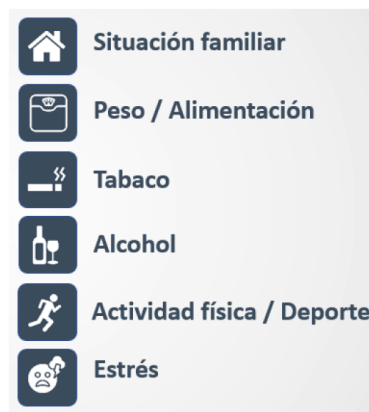 Situación familiar
Peso / Alimentación
Tabaco
Alcohol
Actividad física / Deporte
Estrés